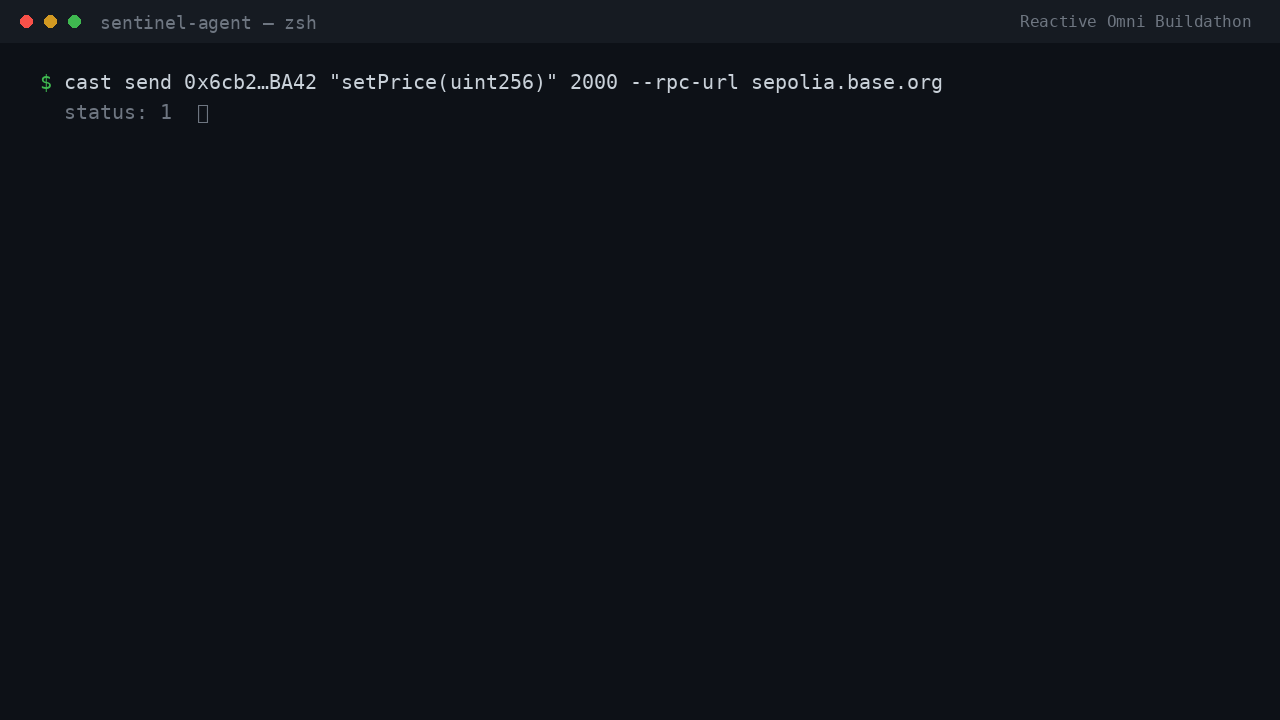 sentinel-agent — zsh
Reactive Omni Buildathon
$ cast send 0x6cb2…BA42 "setPrice(uint256)" 2000 --rpc-url sepolia.base.org
status: 1